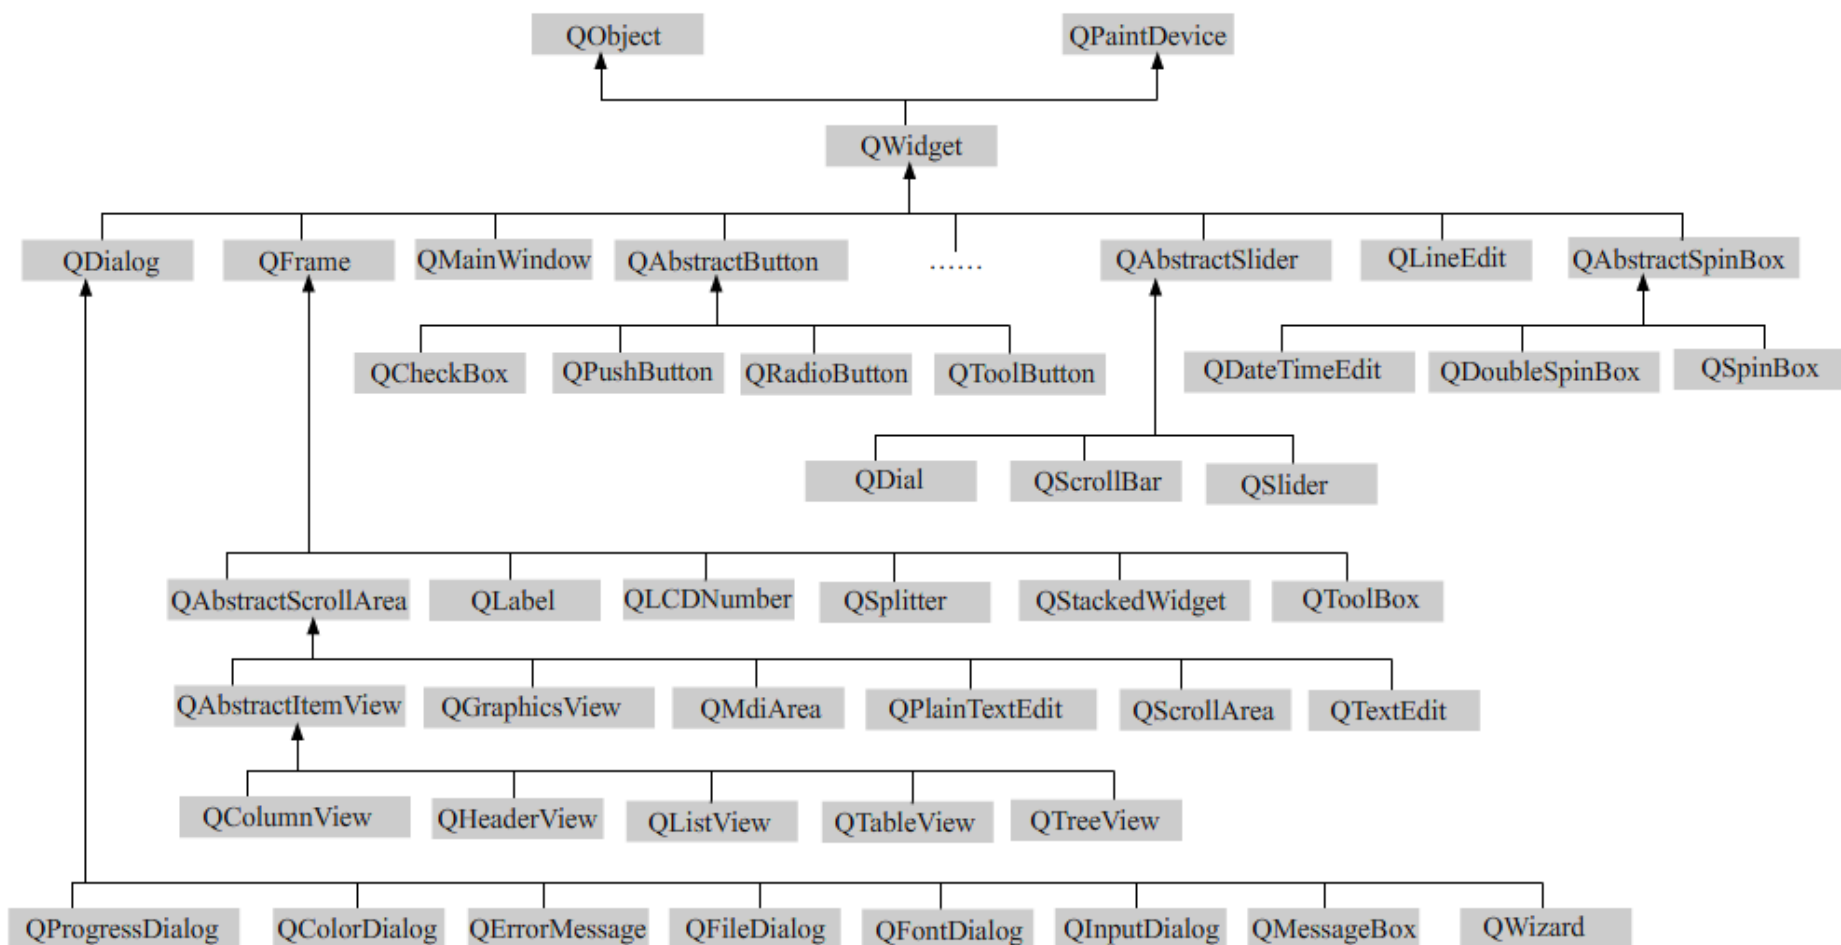 QObject
QPaintDevice
QWidget
QDialog
QFrame
QMainWindow
QAbstractButton
......
QAbstractSlider
QLineEdit
QAbstractSpinBox
QCheckBox
QPushButton
QRadioButton
QToolButton
QDateTimeEdit
QDoubleSpinBox
QSpinBox
QDial
QScrollBar
QSlider
QAbstractScrollArea
QLabel
QLCDNumber
QSplitter
QStackedWidget
QToolBox
QAbstractItemView
QGraphicsView
QMdiArea
QPlainTextEdit
QScrollArea
QTextEdit
QColumnView
QHeaderView
QListView
QTableView
QTreeView
QProgressDialog
QColorDialog
QErrorMessage
QFileDialog
QFontDialog
QInputDialog
QMessageBox
QWizard